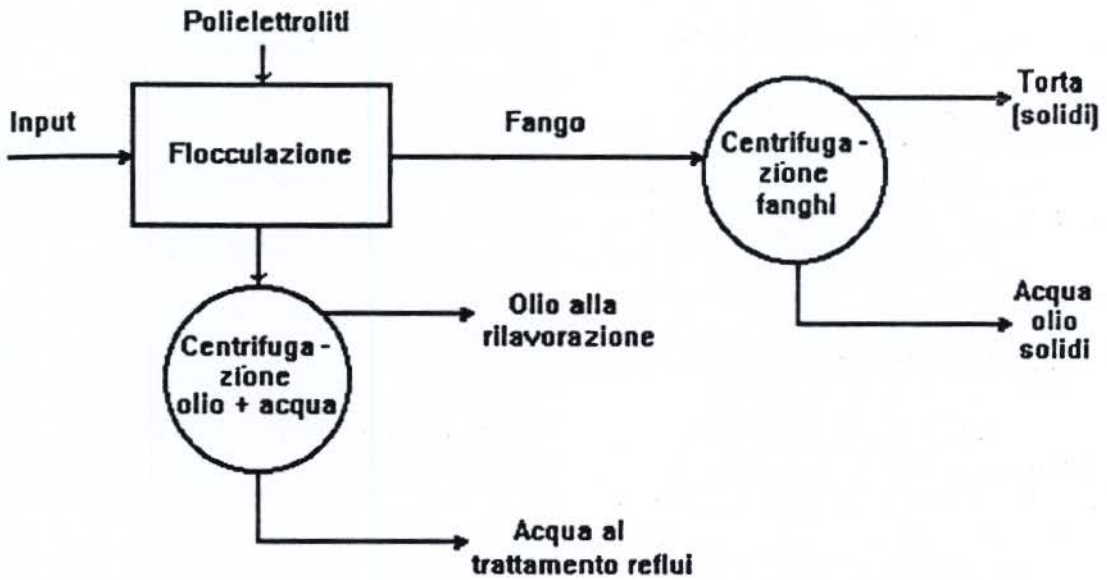 Polielettroliti
Input
Flocculazione
Fango
Centrifuga -
zione
fanghi
Torta
(solidi)
Acqua
olio
solidi
Centrifuga -
zione
olio + acqua
Olio alla
rilavorazione
Acqua al
trattamento reflui